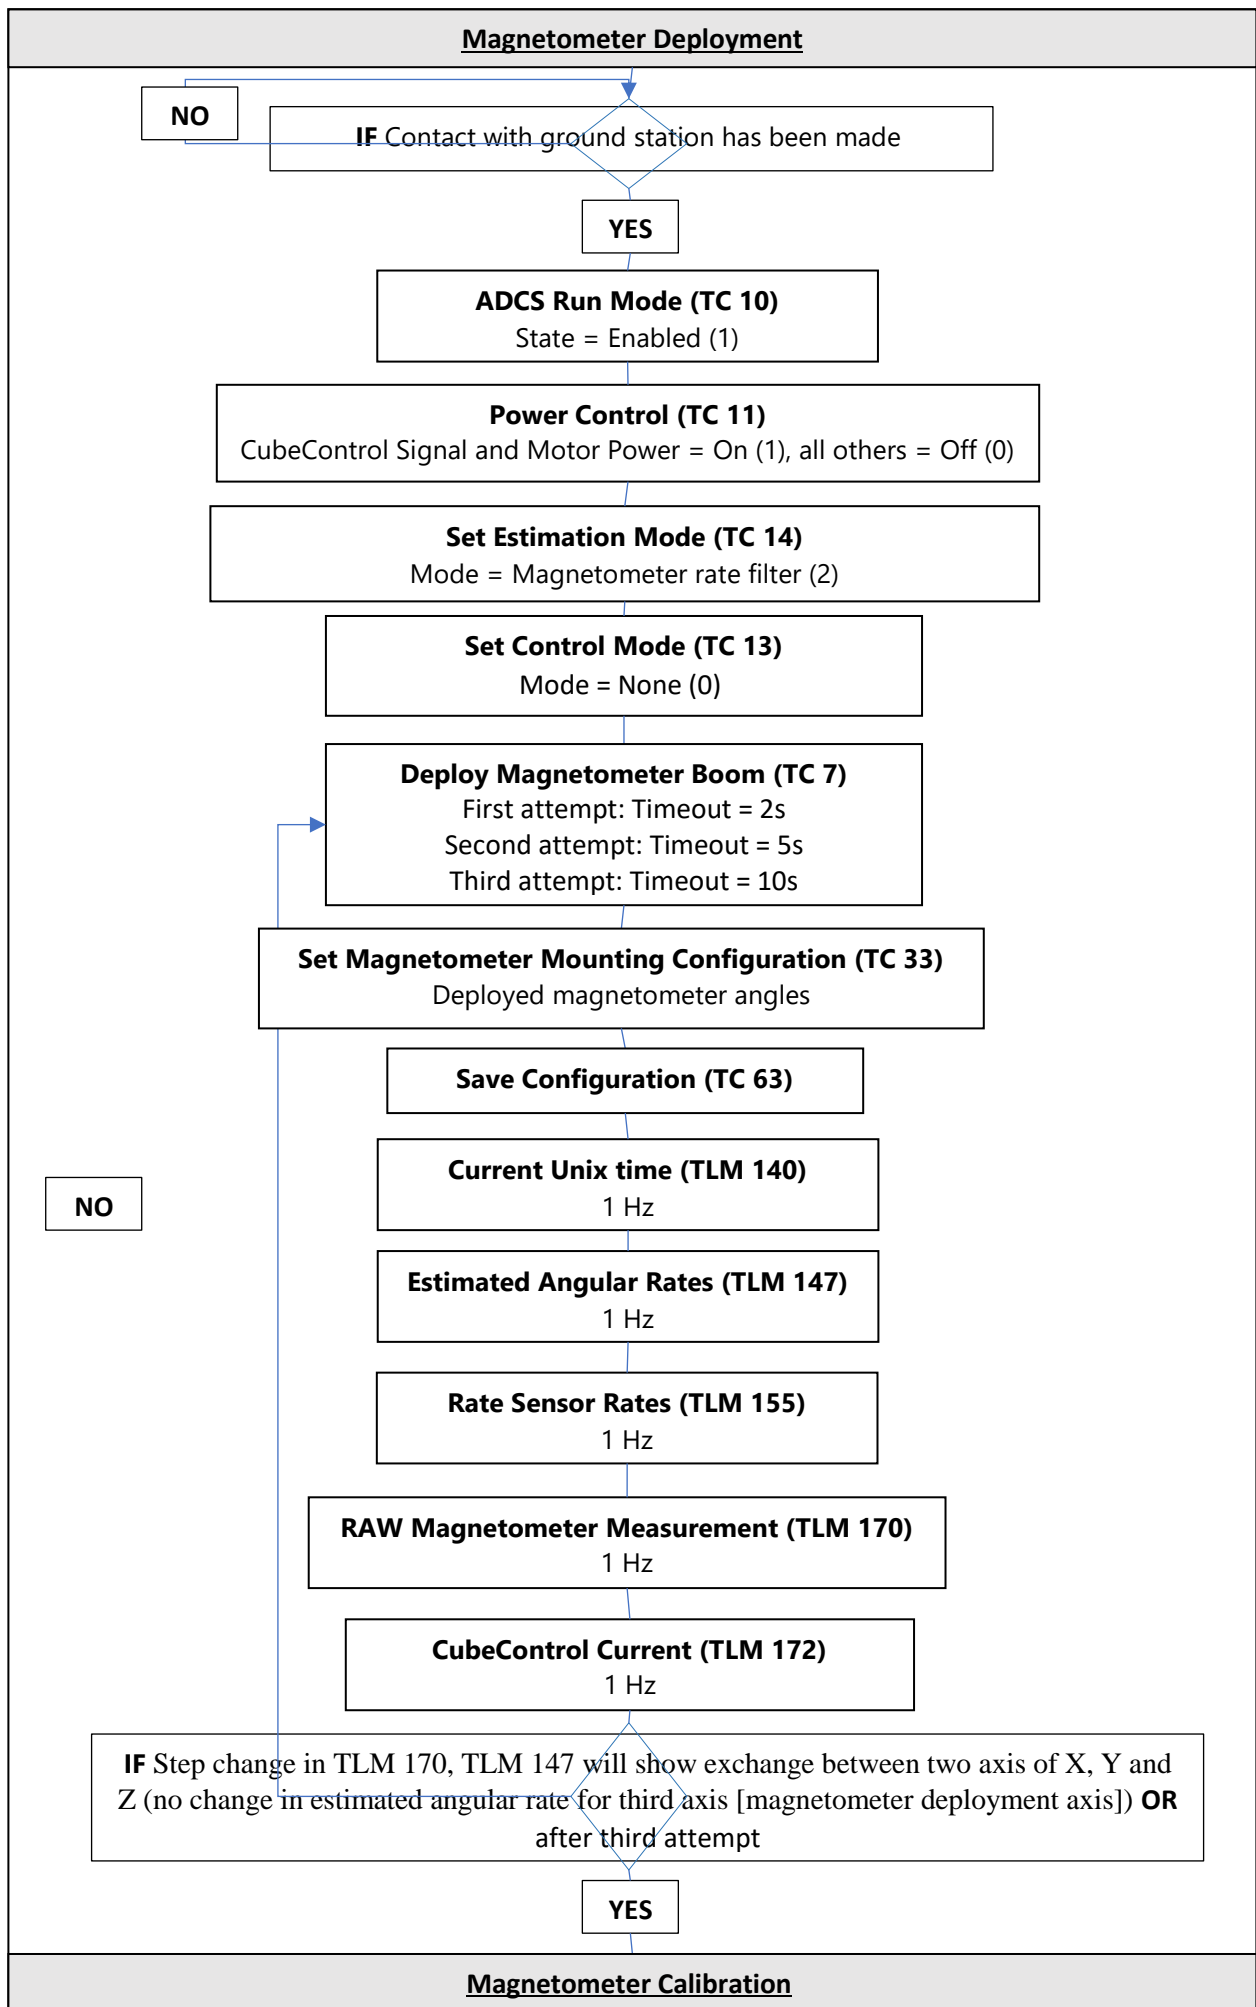 Magnetometer Deployment
NO
IF Contact with ground station has been made
YES
ADCS Run Mode (TC 10)
State = Enabled (1)
Power Control (TC 11)
CubeControl Signal and Motor Power = On (1), all others = Off (0)
Set Estimation Mode (TC 14)
Mode = Magnetometer rate filter (2)
Set Control Mode (TC 13)
Mode = None (0)
Deploy Magnetometer Boom (TC 7)
First attempt: Timeout = 2s
Second attempt: Timeout = 5s
Third attempt: Timeout = 10s
Set Magnetometer Mounting Configuration (TC 33)
Deployed magnetometer angles
Save Configuration (TC 63)
Current Unix time (TLM 140)
1 Hz
NO
Estimated Angular Rates (TLM 147)
1 Hz
Rate Sensor Rates (TLM 155)
1 Hz
RAW Magnetometer Measurement (TLM 170)
1 Hz
CubeControl Current (TLM 172)
1 Hz
IF Step change in TLM 170, TLM 147 will show exchange between two axis of X, Y and
Z (no change in estimated angular rate for third axis [magnetometer deployment axis]) OR
after third attempt
YES
Magnetometer Calibration